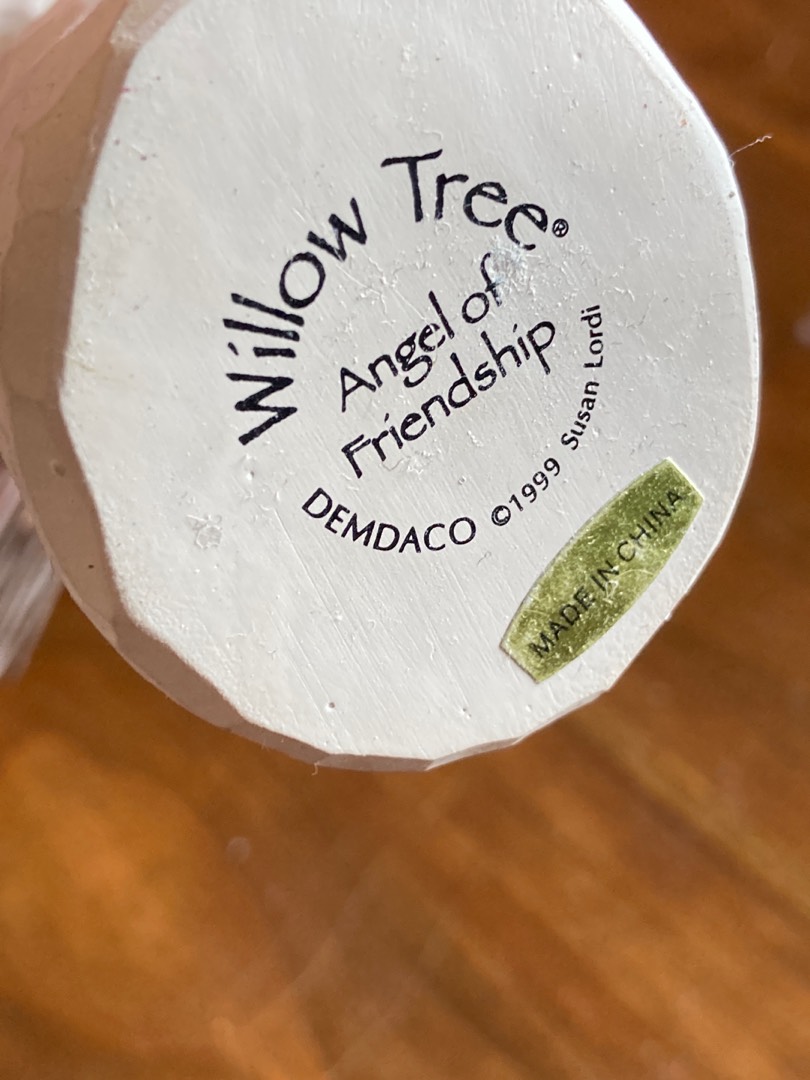 Willow Tree®
Angel of
Friendship
DEMDACO ©1999 Susan Lordi
MADE IN CHINA